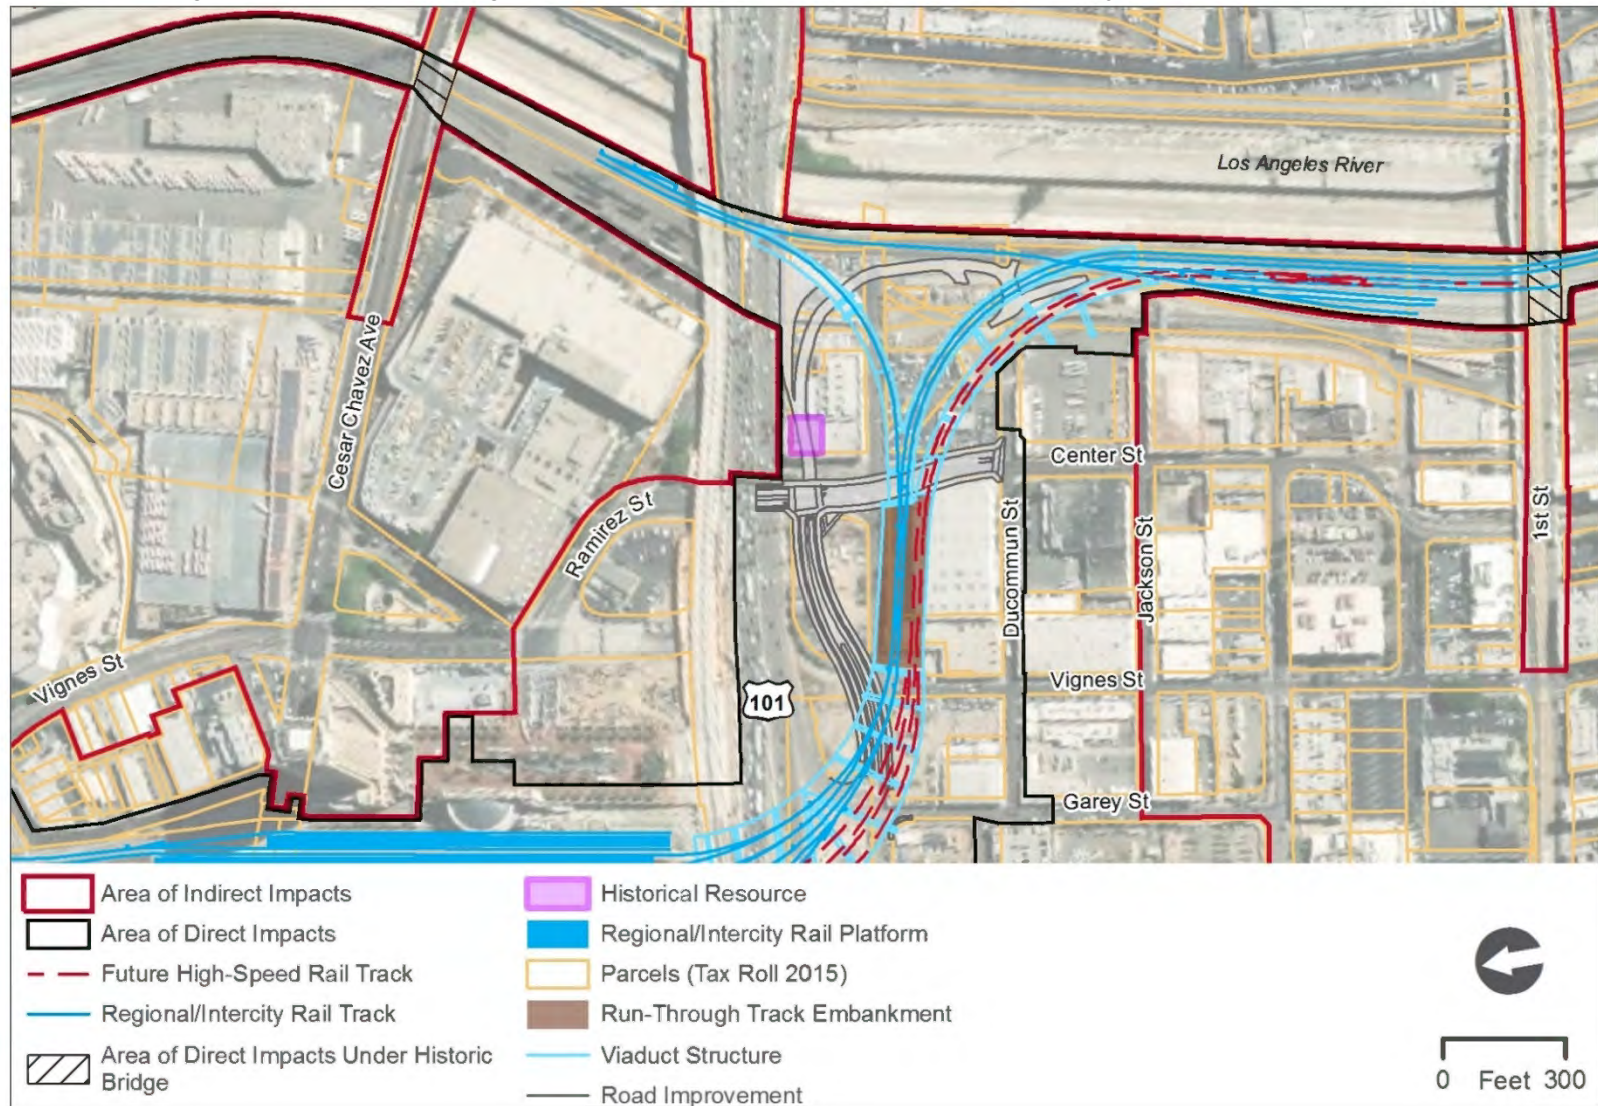 Los Angeles River
Cesar Chavez Ave
Ramirez St
Center St
Ducommun St
Jackson St
1st St
Vignes St
Vignes St
101
Garey St
Area of Indirect Impacts
Area of Direct Impacts
Future High-Speed Rail Track
Regional/Intercity Rail Track
Area of Direct Impacts Under Historic
Bridge
Historical Resource
Regional/Intercity Rail Platform
Parcels (Tax Roll 2015)
Run-Through Track Embankment
Viaduct Structure
Road Improvement
0 Feet 300